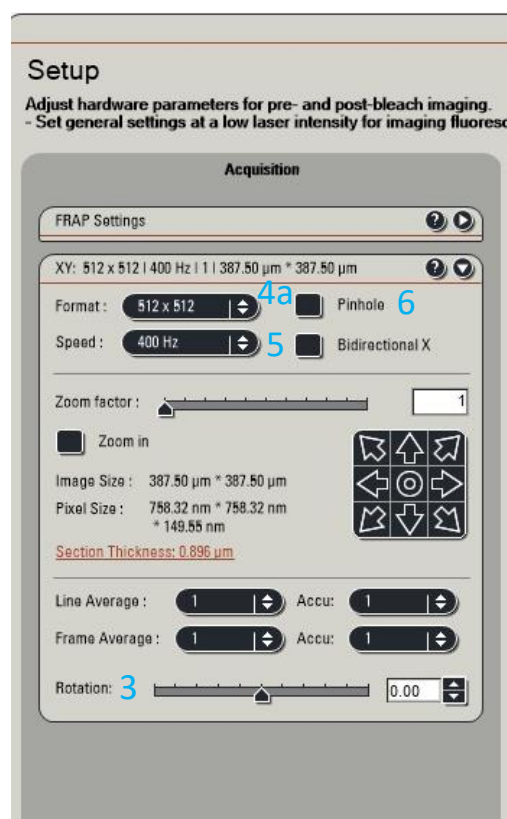 Setup
Adjust hardware parameters for pre- and post-bleach imaging.
- Set general settings at a low laser intensity for imaging fluoresc
Acquisition
FRAP Settings ?
XY: 512 x 512 | 400 Hz | 1 | 387.50 µm * 387.50 µm ?
Format : 512 x 512 4a Pinhole 6
Speed : 400 Hz 5 Bidirectional X
Zoom factor : 1
Zoom in
Image Size : 387.50 µm * 387.50 µm
Pixel Size : 758.32 nm * 758.32 nm
* 149.55 nm
Section Thickness: 0.896 µm
Line Average : 1 Accu: 1
Frame Average : 1 Accu: 1
Rotation: 3 0.00